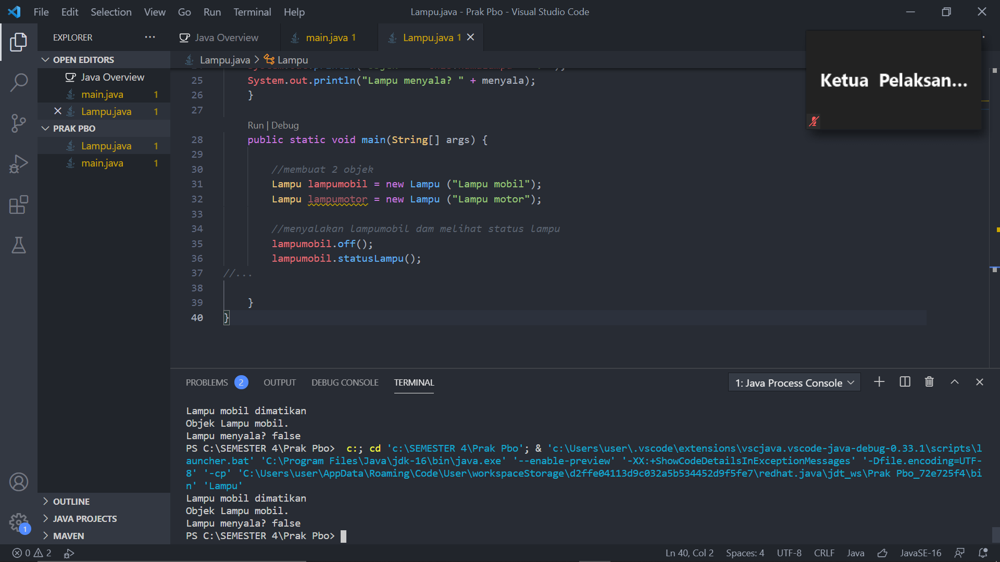 File Edit Selection View Go Run Terminal Help
Lampu.java - Prak Pbo - Visual Studio Code
EXPLORER
OPEN EDITORS
Java Overview
main.java 1
Lampu.java 1
PRAK PBO
Lampu.java 1
main.java 1
OUTLINE
JAVA PROJECTS
MAVEN
1
Java Overview main.java 1 Lampu.java 1
Lampu.java > Lampu
25 System.out.println("Lampu menyala? " + menyala);
26 }
27
Run | Debug
28 public static void main(String[] args) {
29
30 //membuat 2 objek
31 Lampu lampumobil = new Lampu ("Lampu mobil");
32 Lampu lampumotor = new Lampu ("Lampu motor");
33
34 //menyalakan lampumobil dam melihat status lampu
35 lampumobil.off();
36 lampumobil.statusLampu();
37 //...
38
39 }
40 }
Ketua Pelaksan...
PROBLEMS 2 OUTPUT DEBUG CONSOLE TERMINAL
1: Java Process Console
Lampu mobil dimatikan
Objek Lampu mobil.
Lampu menyala? false
PS C:\SEMESTER 4\Prak Pbo> c:; cd 'c:\SEMESTER 4\Prak Pbo'; & 'c:\Users\user\.vscode\extensions\vscjava.vscode-java-debug-0.33.1\scripts\l
auncher.bat' 'C:\Program Files\Java\jdk-16\bin\java.exe' '--enable-preview' '-XX:+ShowCodeDetailsInExceptionMessages' '-Dfile.encoding=UTF-
8' '-cp' 'C:\Users\user\AppData\Roaming\Code\User\workspaceStorage\d2ffe04113d9c032a5b534452d9f5fe7\redhat.java\jdt_ws\Prak Pbo_72e725f4\bi
n' 'Lampu'
Lampu mobil dimatikan
Objek Lampu mobil.
Lampu menyala? false
PS C:\SEMESTER 4\Prak Pbo>
0 2
Ln 40, Col 2 Spaces: 4 UTF-8 CRLF Java JavaSE-16